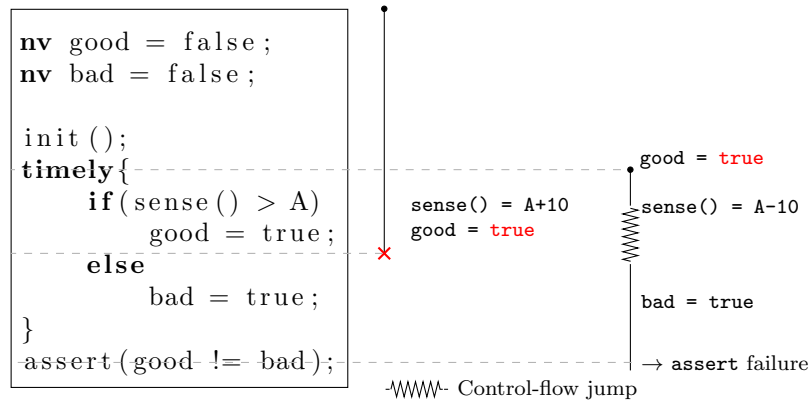 nv good = false;
nv bad = false;
init();
timely{
if(sense() > A)
good = true;
else
bad = true;
}
assert(good != bad);
sense() = A+10
good = true
good = true
sense() = A-10
bad = true
→ assert failure
Control-flow jump